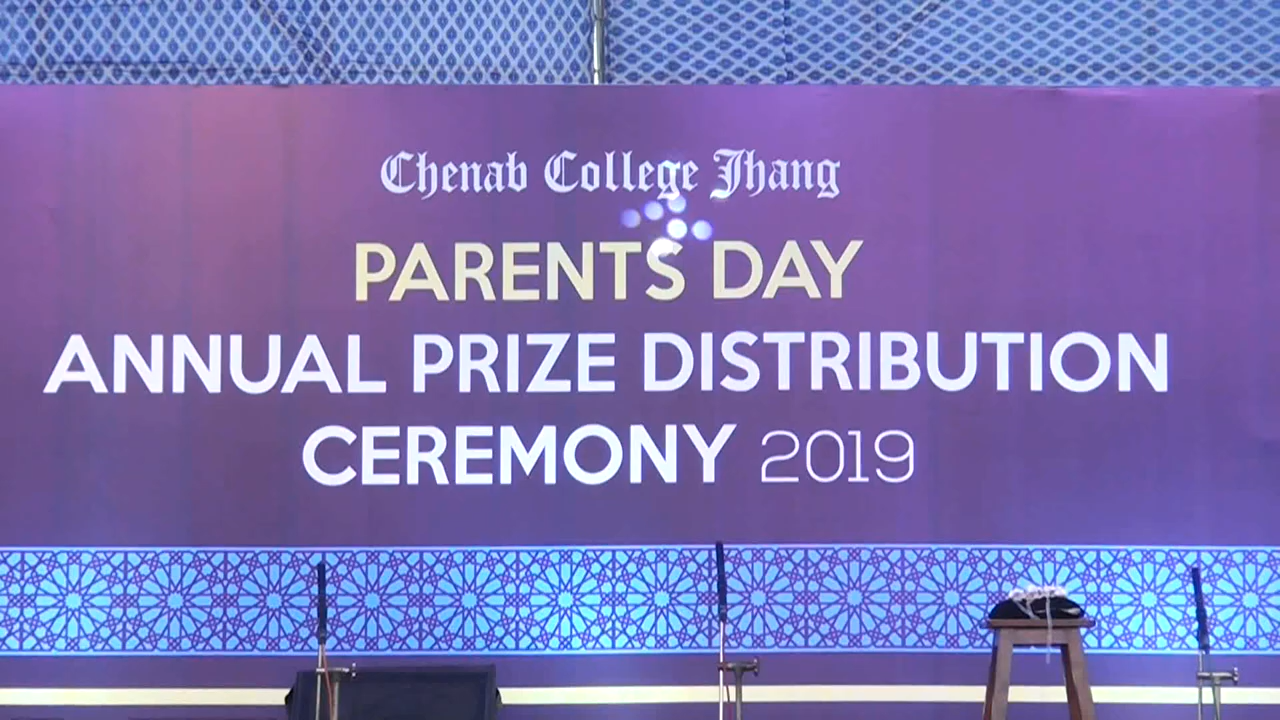 Chenab College Jhang
PARENTS DAY
ANNUAL PRIZE DISTRIBUTION
CEREMONY 2019